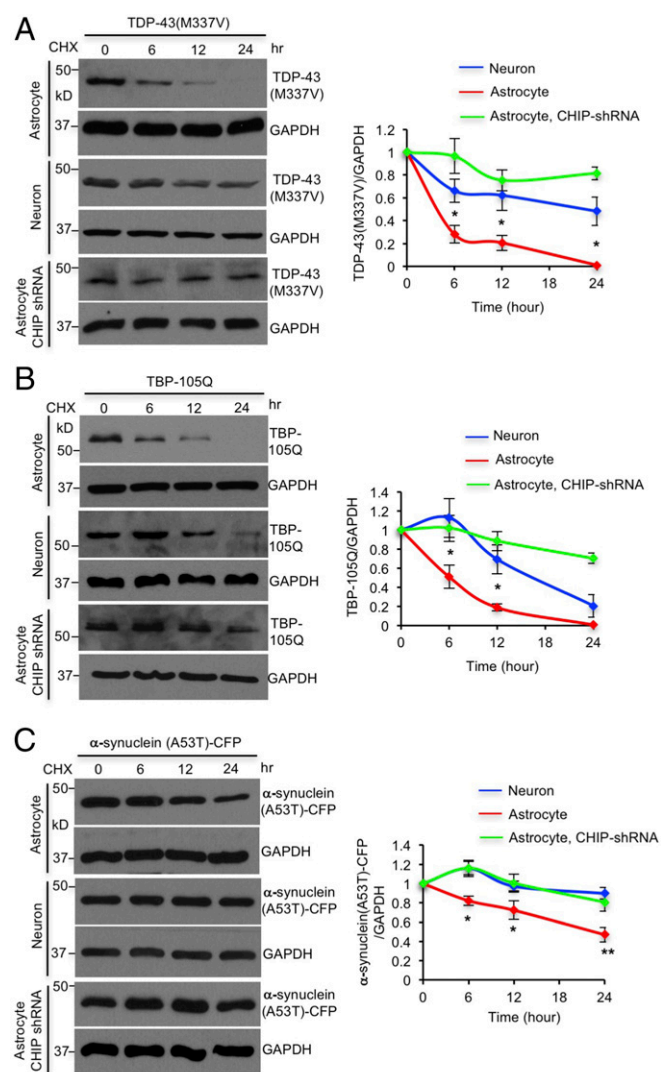 A
TDP-43(M337V)
CHX 0 6 12 24 hr
50
kD
Astrocyte
TDP-43
(M337V)
37
GAPDH
Neuron
50
TDP-43
(M337V)
37
GAPDH
Astrocyte
CHIP shRNA
50
TDP-43
(M337V)
37
GAPDH
Neuron
Astrocyte
Astrocyte, CHIP-shRNA
TDP-43(M337V)/GAPDH
1.2
1
0.8
0.6
0.4
0.2
0
* * *
0 6 12 18 24
Time (hour)
B
TBP-105Q
CHX 0 6 12 24 hr
kD
50
Astrocyte
TBP-
105Q
37
GAPDH
Neuron
50
TBP-
105Q
37
GAPDH
Astrocyte
CHIP shRNA
50
TBP-
105Q
37
GAPDH
Neuron
Astrocyte
Astrocyte, CHIP-shRNA
TBP-105Q/GAPDH
1.4
1.2
1
0.8
0.6
0.4
0.2
0
* *
0 6 12 18 24
Time (hour)
C
α-synuclein (A53T)-CFP
CHX 0 6 12 24 hr
50
kD
Astrocyte
α-synuclein
(A53T)-CFP
37
GAPDH
Neuron
50
α-synuclein
(A53T)-CFP
37
GAPDH
Astrocyte
CHIP shRNA
50
α-synuclein
(A53T)-CFP
37
GAPDH
Neuron
Astrocyte
Astrocyte, CHIP-shRNA
α-synuclein(A53T)-CFP
/GAPDH
1.4
1.2
1
0.8
0.6
0.4
0.2
0
* * **
0 6 12 18 24
Time (hour)